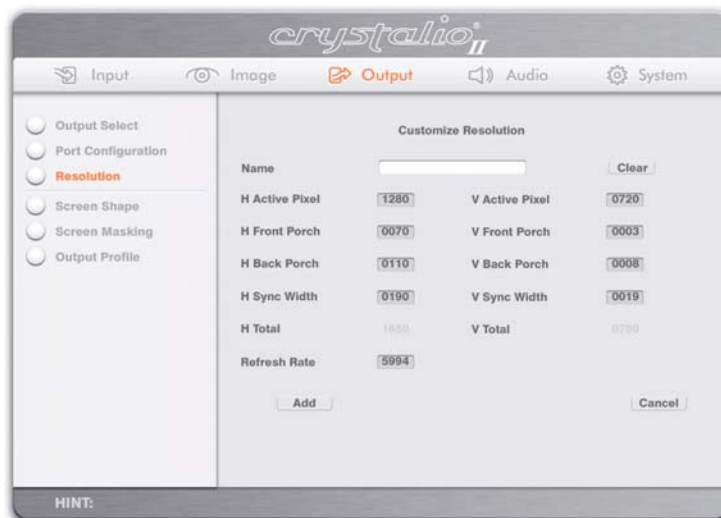 crystalio® II
Input Image Output Audio System
Output Select
Port Configuration
Resolution
Screen Shape
Screen Masking
Output Profile
Customize Resolution
Name Clear
H Active Pixel 1280 V Active Pixel 0720
H Front Porch 0070 V Front Porch 0003
H Back Porch 0110 V Back Porch 0008
H Sync Width 0190 V Sync Width 0019
H Total 1650 V Total 0750
Refresh Rate 5994
Add Cancel
HINT: